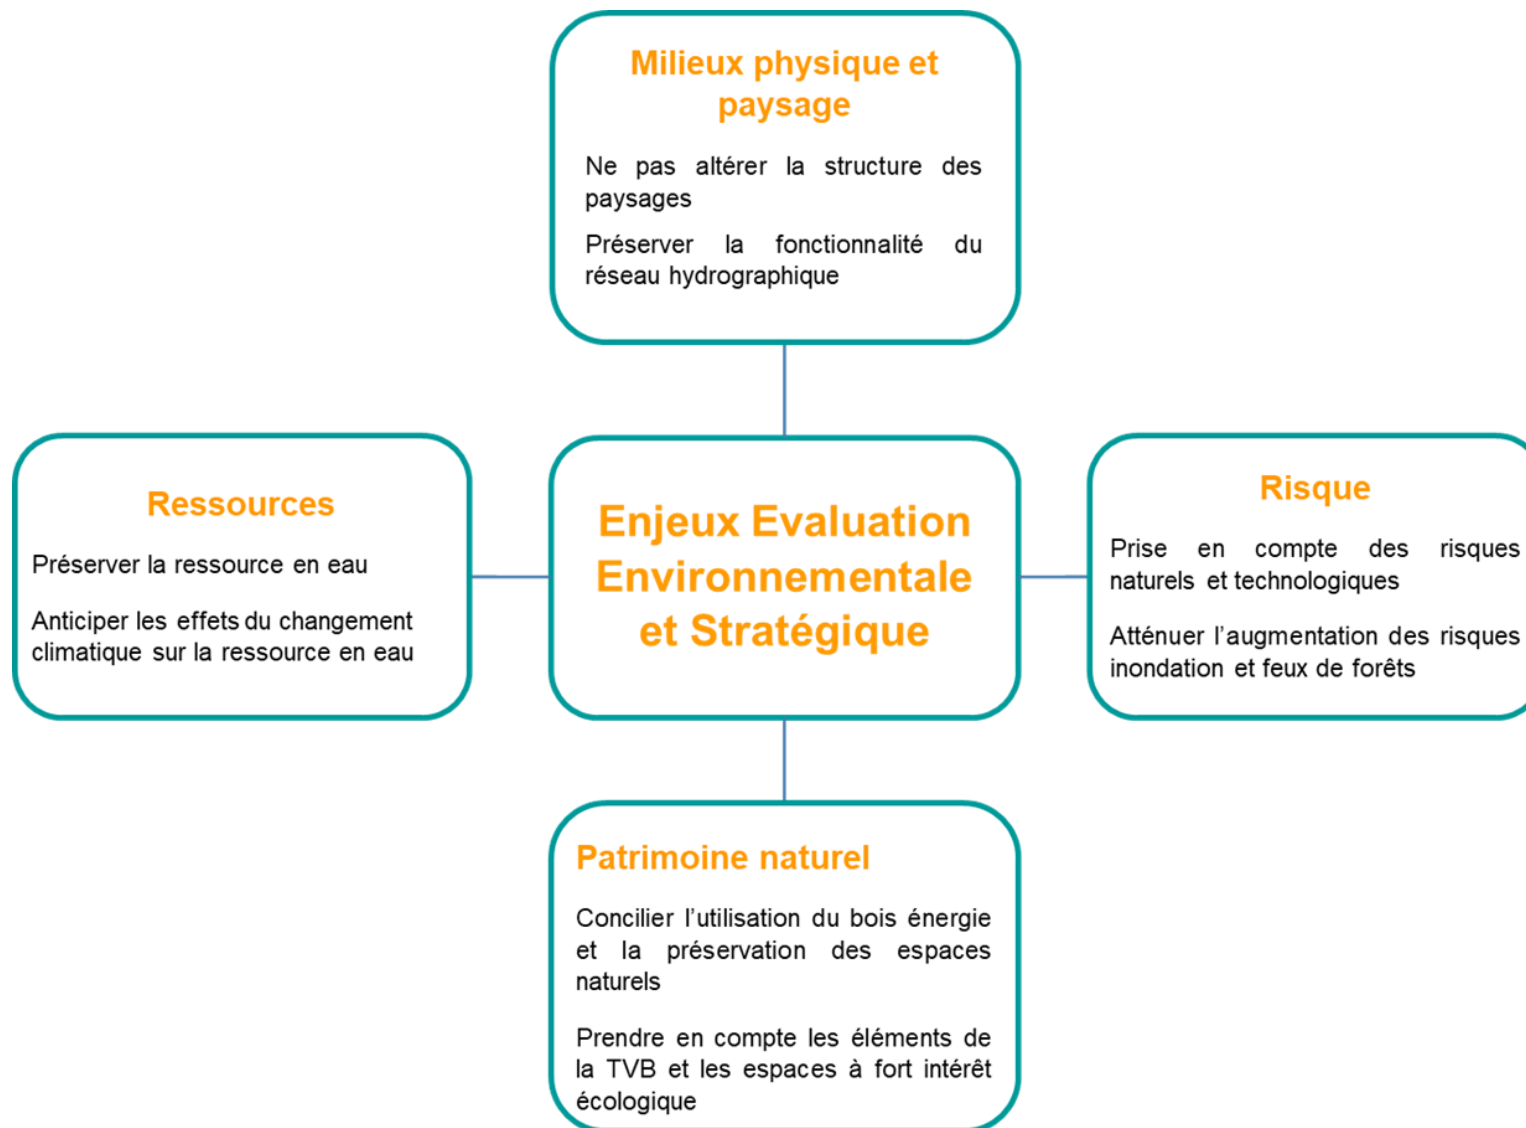 Milieux physique et
paysage
Ne pas altérer la structure des
paysages
Préserver la fonctionnalité du
réseau hydrographique
Ressources
Préserver la ressource en eau
Anticiper les effets du changement
climatique sur la ressource en eau
Enjeux Evaluation
Environnementale
et Stratégique
Risque
Prise en compte des risques
naturels et technologiques
Atténuer l’augmentation des risques
inondation et feux de forêts
Patrimoine naturel
Concilier l’utilisation du bois énergie
et la préservation des espaces
naturels
Prendre en compte les éléments de
la TVB et les espaces à fort intérêt
écologique